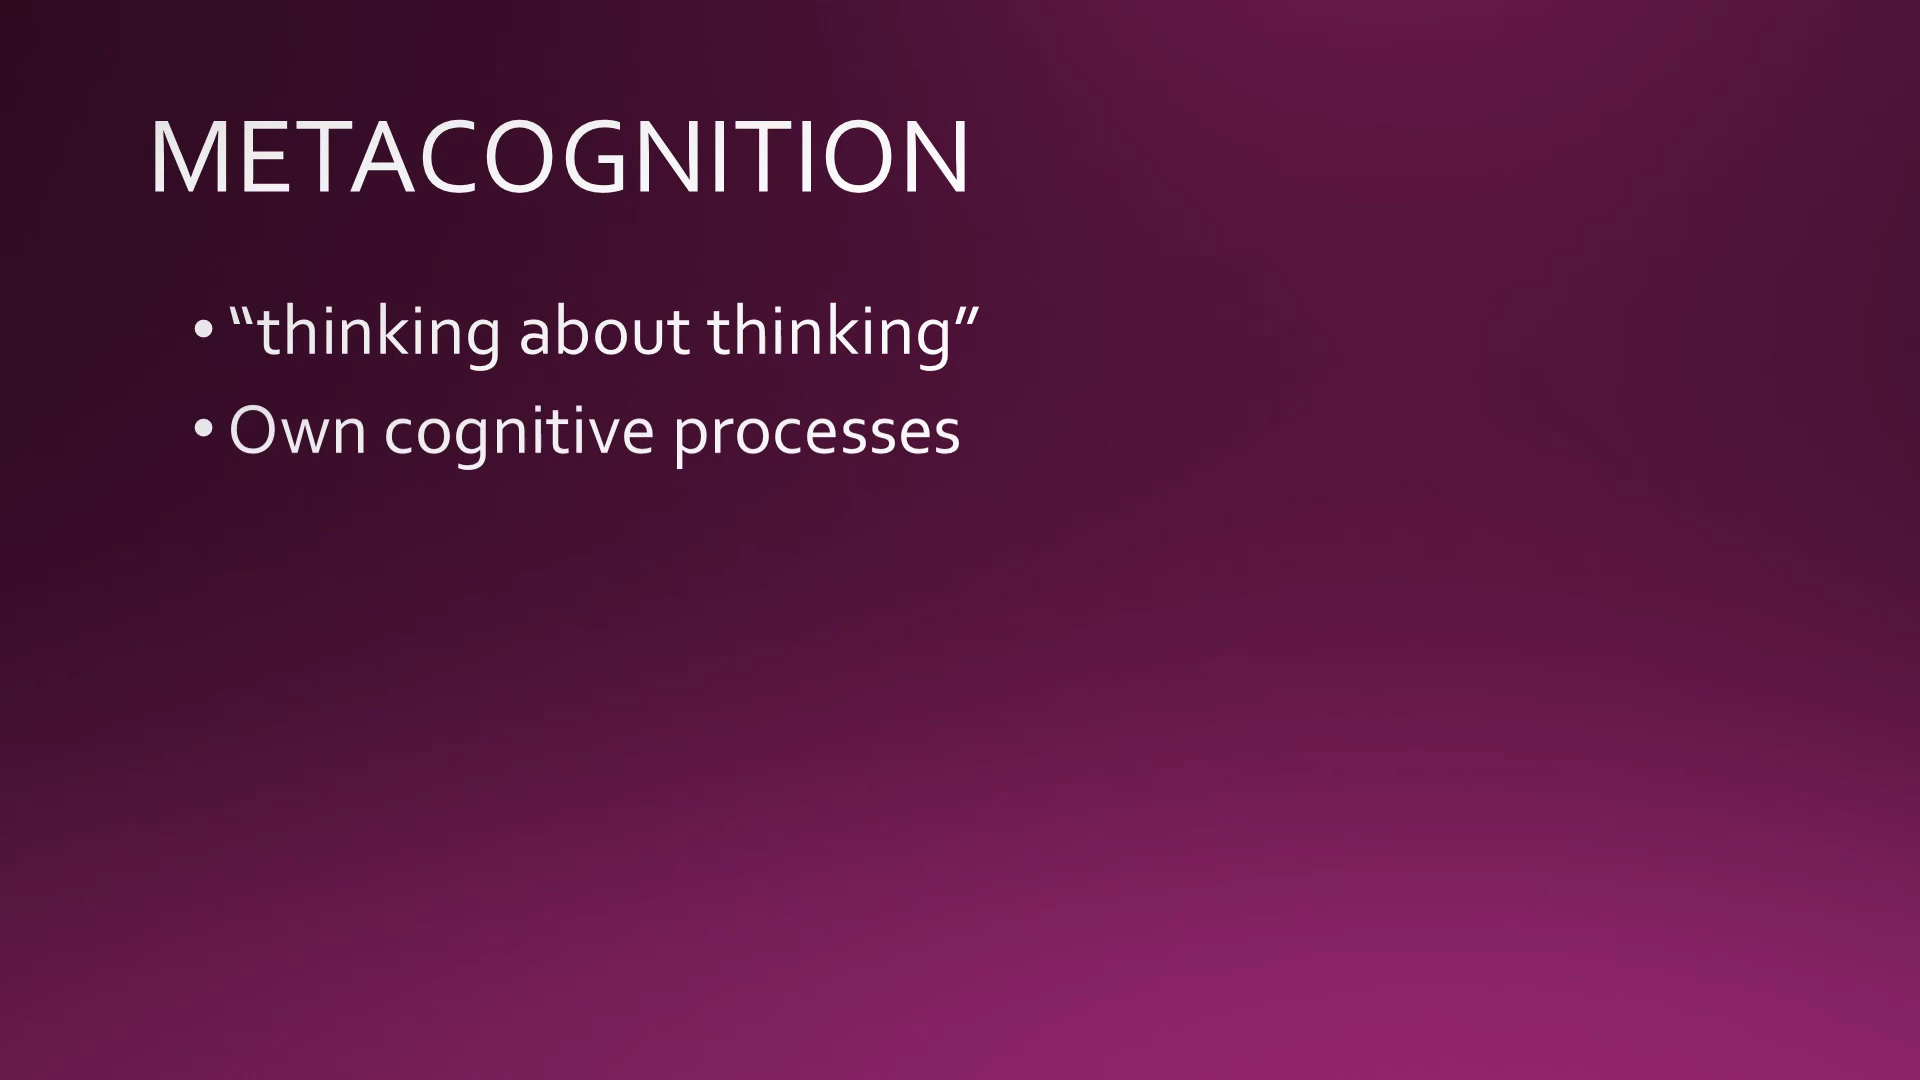 METACOGNITION
• “thinking about thinking”
• Own cognitive processes